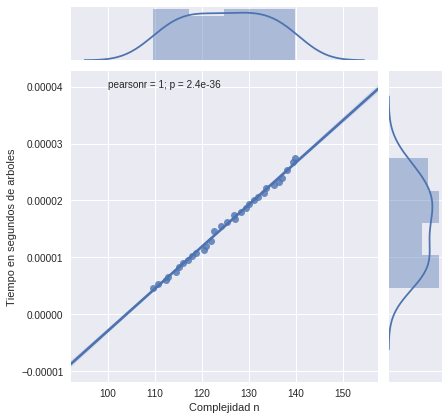 pearsonr = 1; p = 2.4e-36
0.00004
0.00003
0.00002
0.00001
0.00000
−0.00001
Tiempo en segundos de arboles
100 110 120 130 140 150
Complejidad n